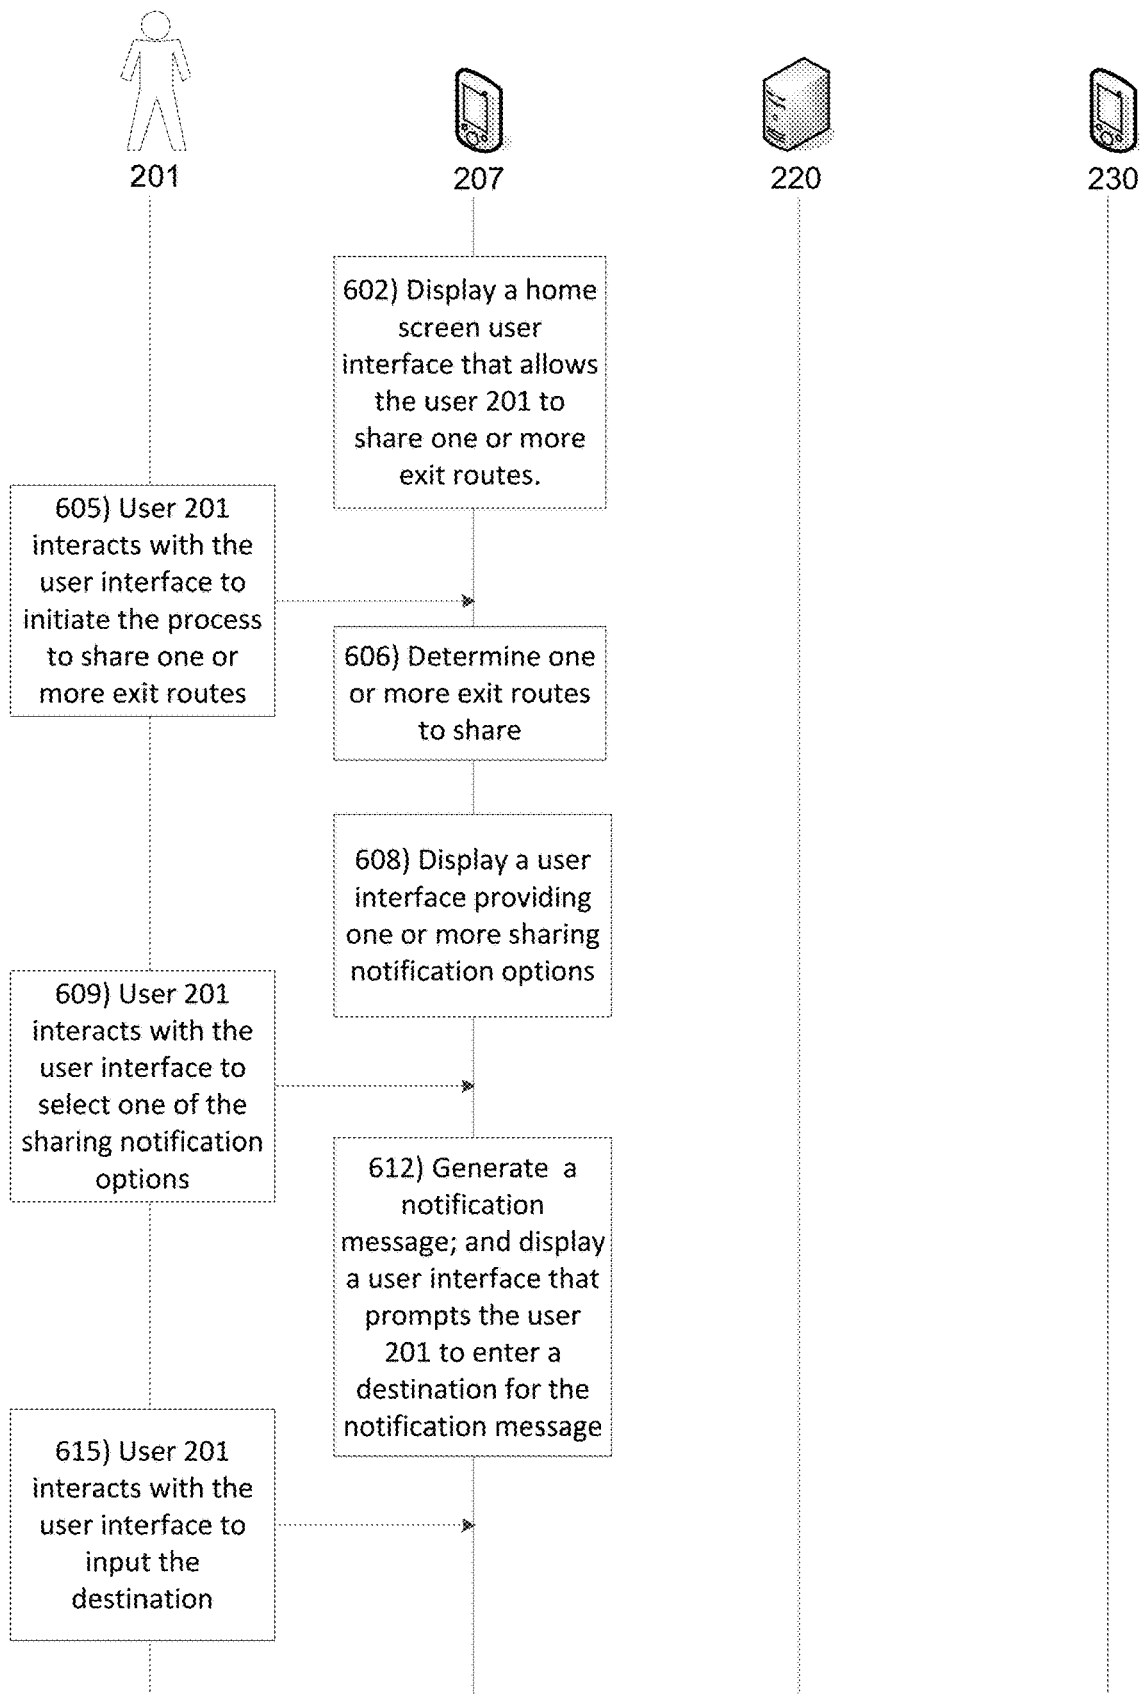 201
207
220
230
602) Display a home
screen user
interface that allows
the user 201 to
share one or more
exit routes.
605) User 201
interacts with the
user interface to
initiate the process
to share one or
more exit routes
606) Determine one
or more exit routes
to share
608) Display a user
interface providing
one or more sharing
notification options
609) User 201
interacts with the
user interface to
select one of the
sharing notification
options
612) Generate a
notification
message; and display
a user interface that
prompts the user
201 to enter a
destination for the
notification message
615) User 201
interacts with the
user interface to
input the
destination